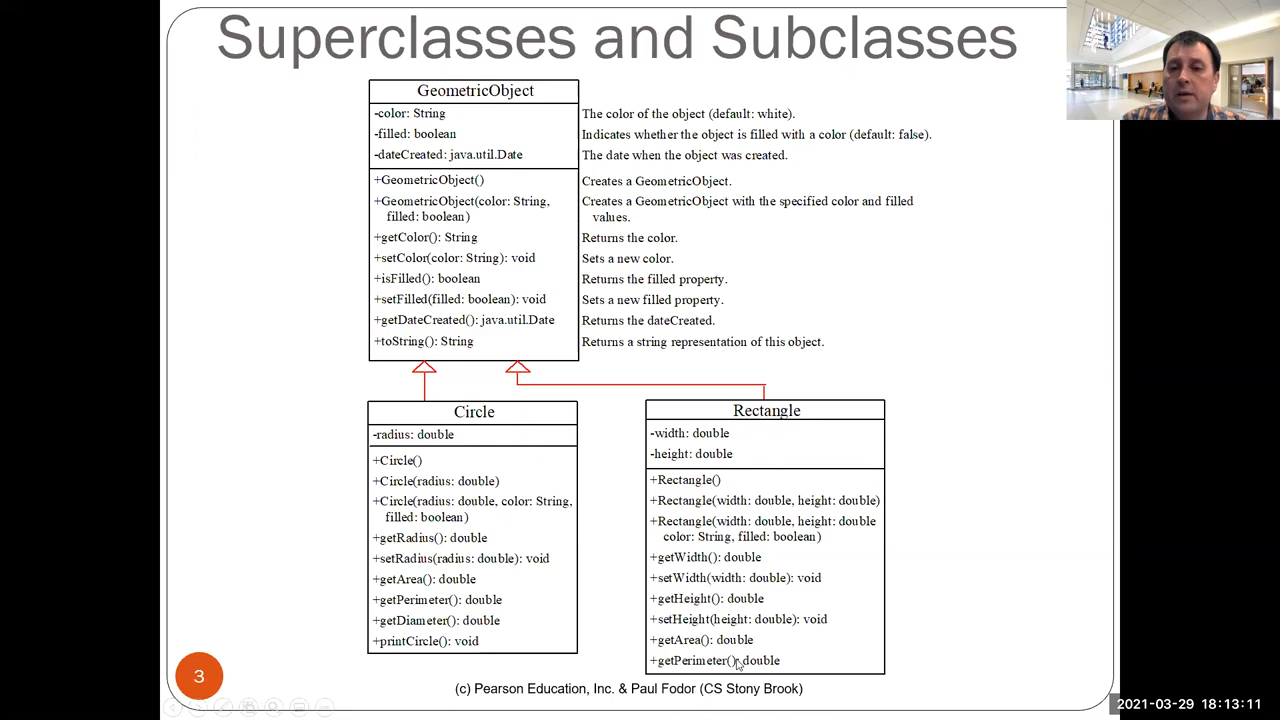 Superclasses and Subclasses
GeometricObject
-color: String
The color of the object (default: white).
-filled: boolean
Indicates whether the object is filled with a color (default: false).
-dateCreated: java.util.Date
The date when the object was created.
+GeometricObject()
Creates a GeometricObject.
+GeometricObject(color: String,
filled: boolean)
Creates a GeometricObject with the specified color and filled
values.
+getColor(): String
Returns the color.
+setColor(color: String): void
Sets a new color.
+isFilled(): boolean
Returns the filled property.
+setFilled(filled: boolean): void
Sets a new filled property.
+getDateCreated(): java.util.Date
Returns the dateCreated.
+toString(): String
Returns a string representation of this object.
Circle
-radius: double
+Circle()
+Circle(radius: double)
+Circle(radius: double, color: String,
filled: boolean)
+getRadius(): double
+setRadius(radius: double): void
+getArea(): double
+getPerimeter(): double
+getDiameter(): double
+printCircle(): void
Rectangle
-width: double
-height: double
+Rectangle()
+Rectangle(width: double, height: double)
+Rectangle(width: double, height: double
color: String, filled: boolean)
+getWidth(): double
+setWidth(width: double): void
+getHeight(): double
+setHeight(height: double): void
+getArea(): double
+getPerimeter(): double
3
(c) Pearson Education, Inc. & Paul Fodor (CS Stony Brook)
2021-03-29 18:13:11